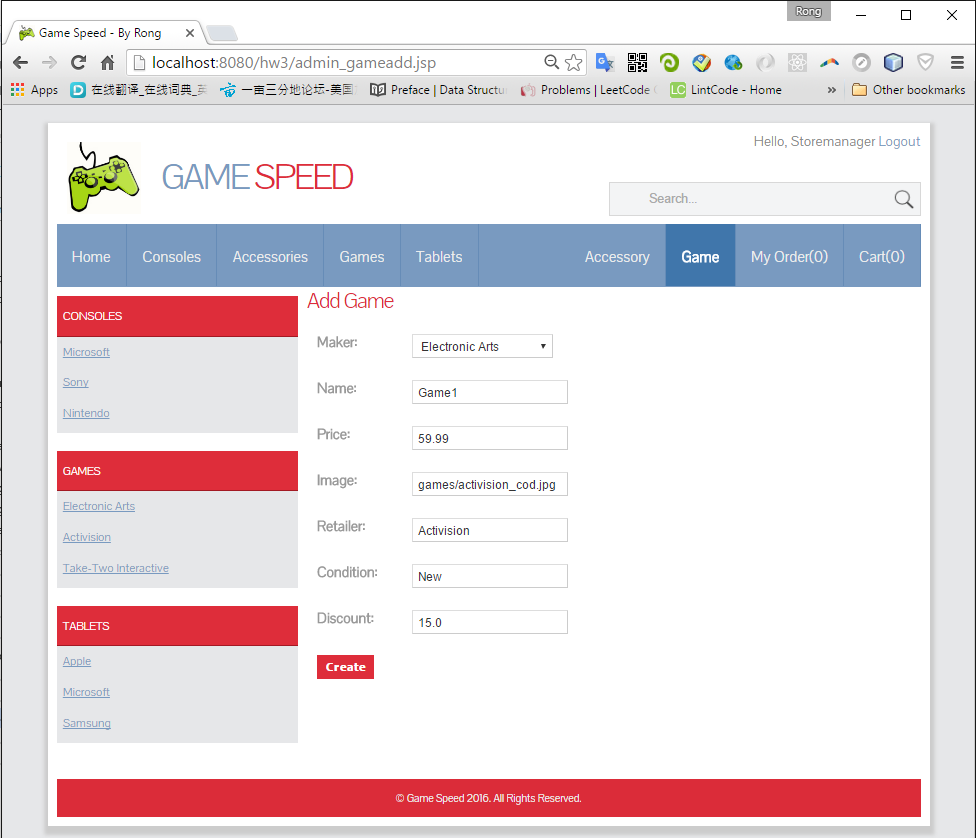 Rong
Game Speed - By Rong
localhost:8080/hw3/admin_gameadd.jsp
Apps 在线翻译_在线词典_ 一亩三分地论坛-美国 Preface | Data Structu Problems | LeetCode LC LintCode - Home » Other bookmarks
Hello, Storemanager Logout
GAME SPEED
Search...
Home Consoles Accessories Games Tablets Accessory Game My Order(0) Cart(0)
CONSOLES
Microsoft
Sony
Nintendo
GAMES
Electronic Arts
Activision
Take-Two Interactive
TABLETS
Apple
Microsoft
Samsung
Add Game
Maker: Electronic Arts
Name: Game1
Price: 59.99
Image: games/activision_cod.jpg
Retailer: Activision
Condition: New
Discount: 15.0
Create
© Game Speed 2016. All Rights Reserved.